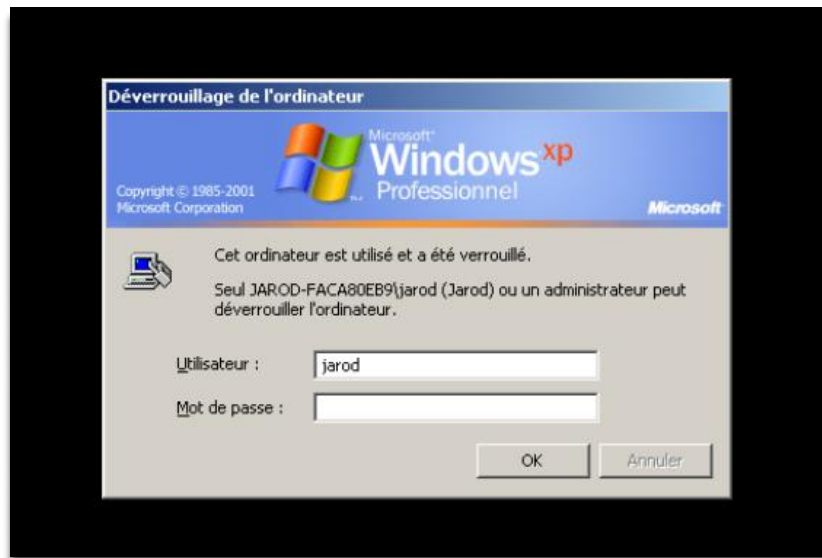 Déverrouillage de l'ordinateur
Microsoft®
Windows xp
Professionnel
Copyright © 1985-2001
Microsoft Corporation
Microsoft
Cet ordinateur est utilisé et a été verrouillé.
Seul JAROD-FACA80EB9\jarod (Jarod) ou un administrateur peut
déverrouiller l'ordinateur.
Utilisateur : jarod
Mot de passe :
OK Annuler